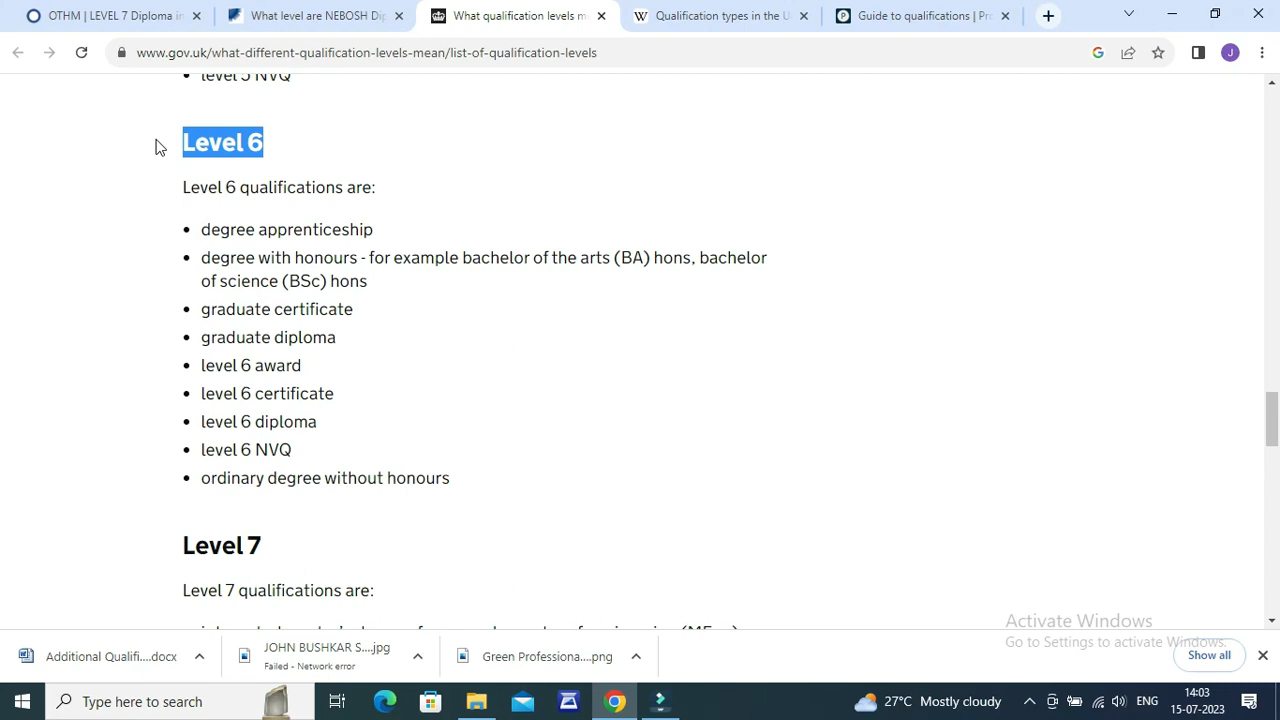 OTHM | LEVEL 7 Diploma
What level are NEBOSH Dip
What qualification levels m
Qualification types in the U
Guide to qualifications | Pro
www.gov.uk/what-different-qualification-levels-mean/list-of-qualification-levels
J
level 5 NVQ
Level 6
Level 6 qualifications are:
degree apprenticeship
degree with honours - for example bachelor of the arts (BA) hons, bachelor
of science (BSc) hons
graduate certificate
graduate diploma
level 6 award
level 6 certificate
level 6 diploma
level 6 NVQ
ordinary degree without honours
Level 7
Level 7 qualifications are:
Activate Windows
Go to Settings to activate Windows.
Additional Qualifi....docx
JOHN BUSHKAR S....jpg
Failed - Network error
Green Professiona....png
Show all
Type here to search
27°C Mostly cloudy
ENG
14:03
15-07-2023